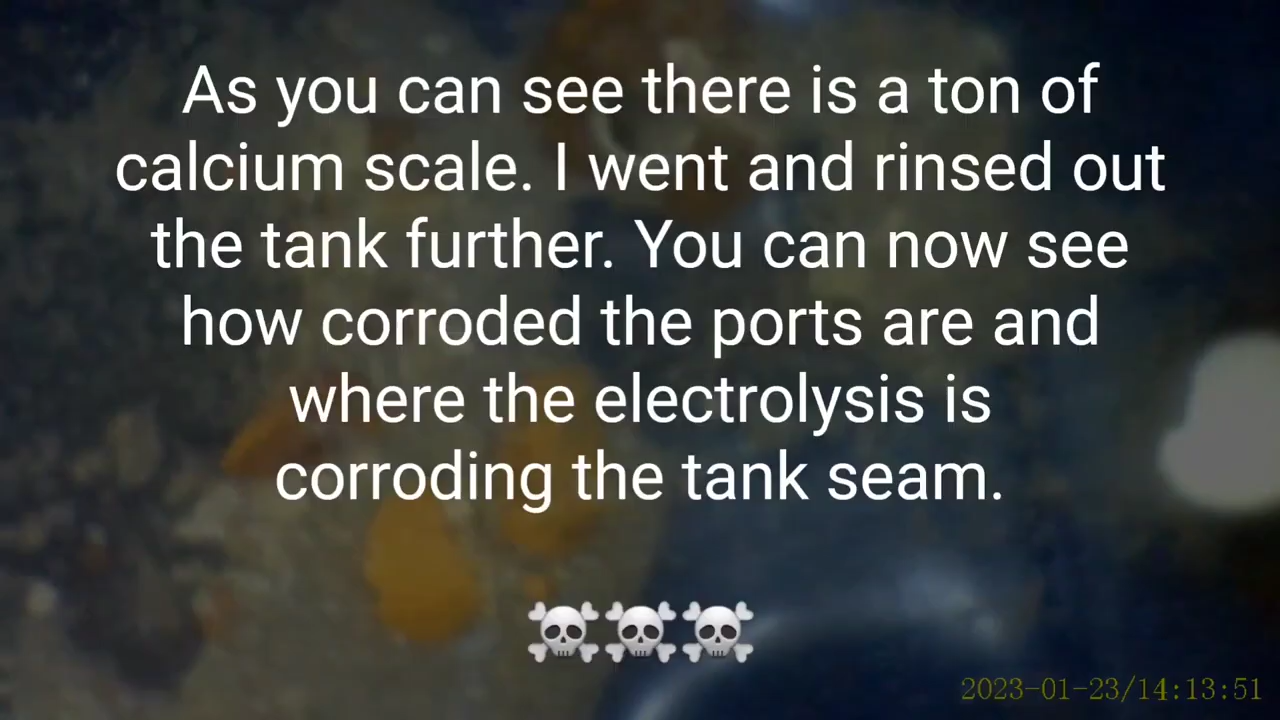 As you can see there is a ton of
calcium scale. I went and rinsed out
the tank further. You can now see
how corroded the ports are and
where the electrolysis is
corroding the tank seam.
☠️☠️☠️
2023-01-23/14:13:51